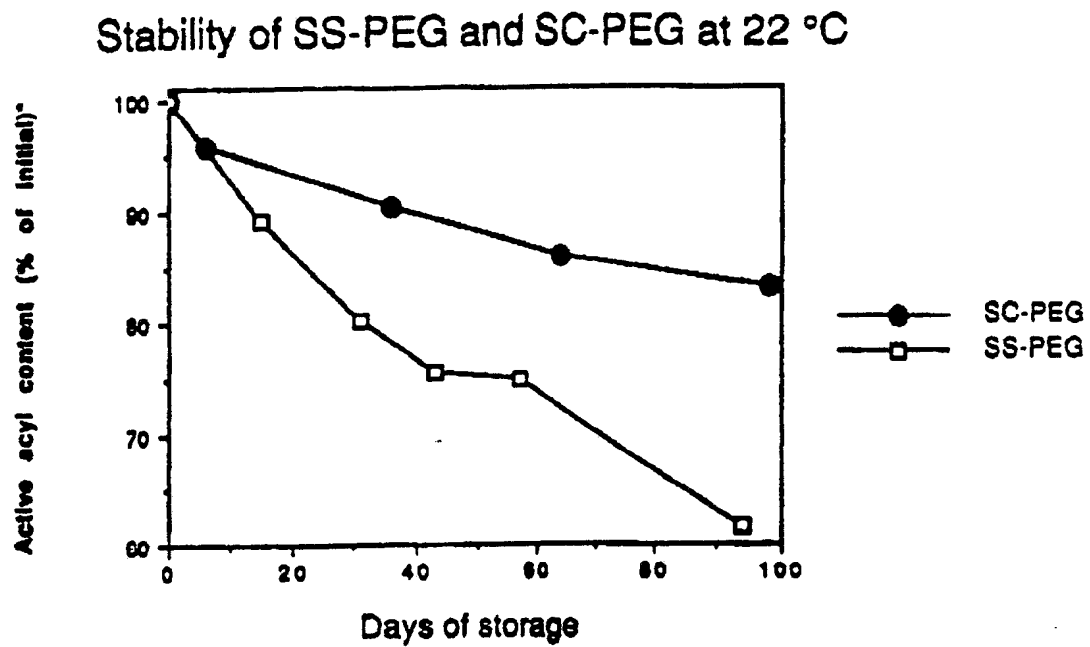 Stability of SS-PEG and SC-PEG at 22 °C
Active acyl content (% of initial)*
100
90
80
70
60
0 20 40 60 80 100
Days of storage
SC-PEG
SS-PEG